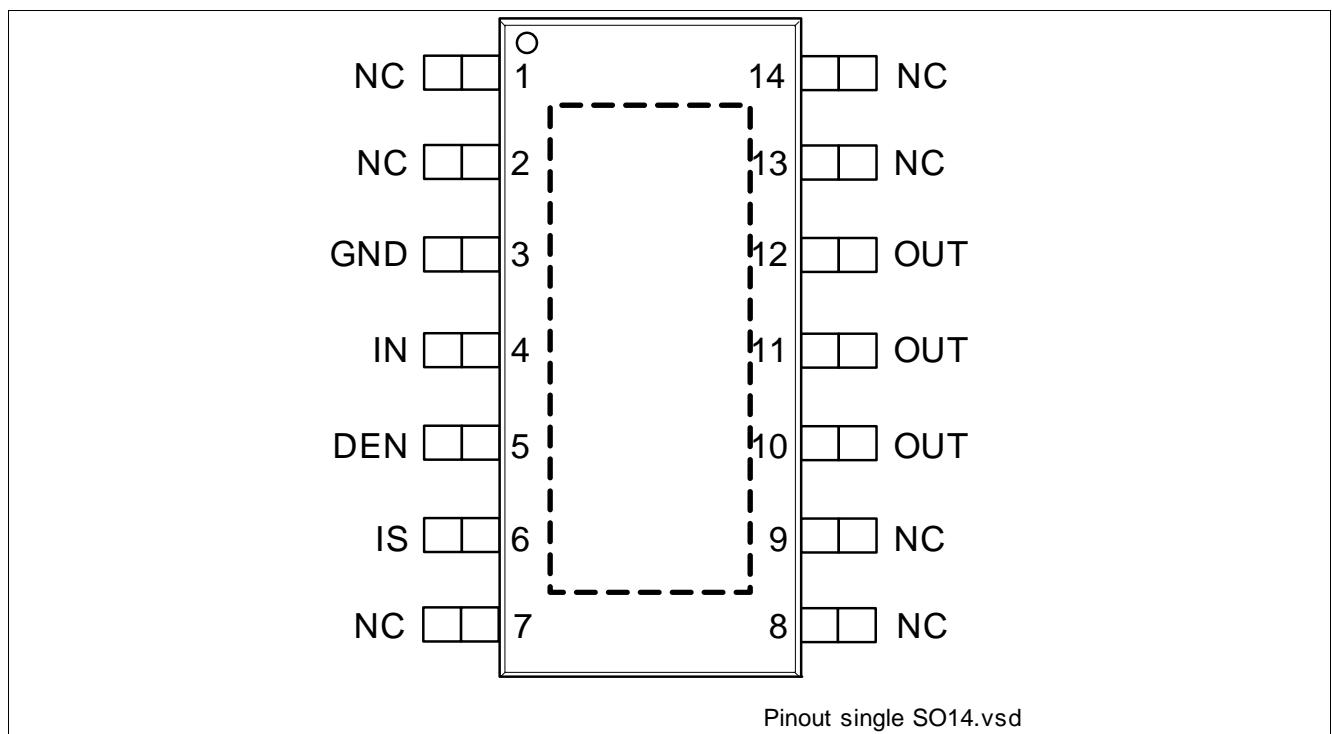 NC 1 14 NC
NC 2 13 NC
GND 3 12 OUT
IN 4 11 OUT
DEN 5 10 OUT
IS 6 9 NC
NC 7 8 NC
Pinout single SO14.vsd